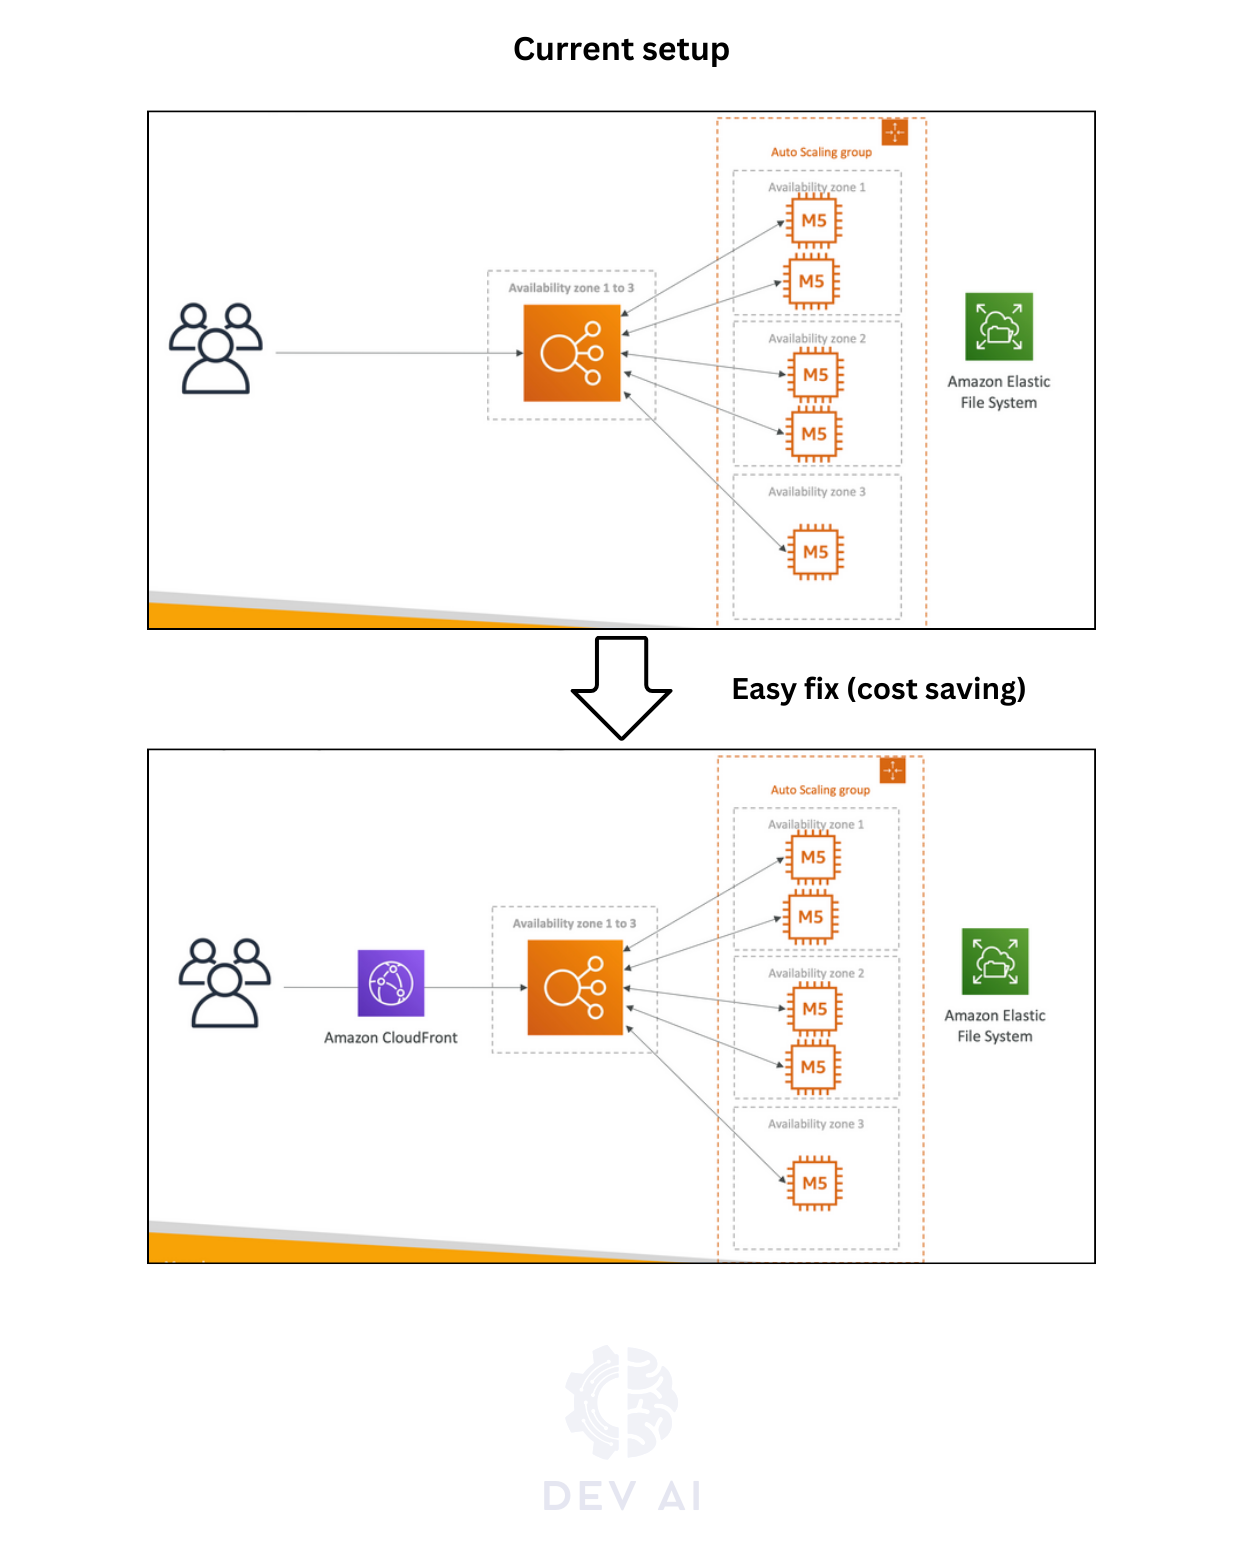 Current setup
Auto Scaling group
Availability zone 1
M5
M5
Availability zone 1 to 3
Availability zone 2
M5
M5
Amazon Elastic
File System
Availability zone 3
M5
Easy fix (cost saving)
Auto Scaling group
Availability zone 1
M5
M5
Availability zone 1 to 3
Availability zone 2
M5
M5
Amazon CloudFront
Amazon Elastic
File System
Availability zone 3
M5
DEV AI